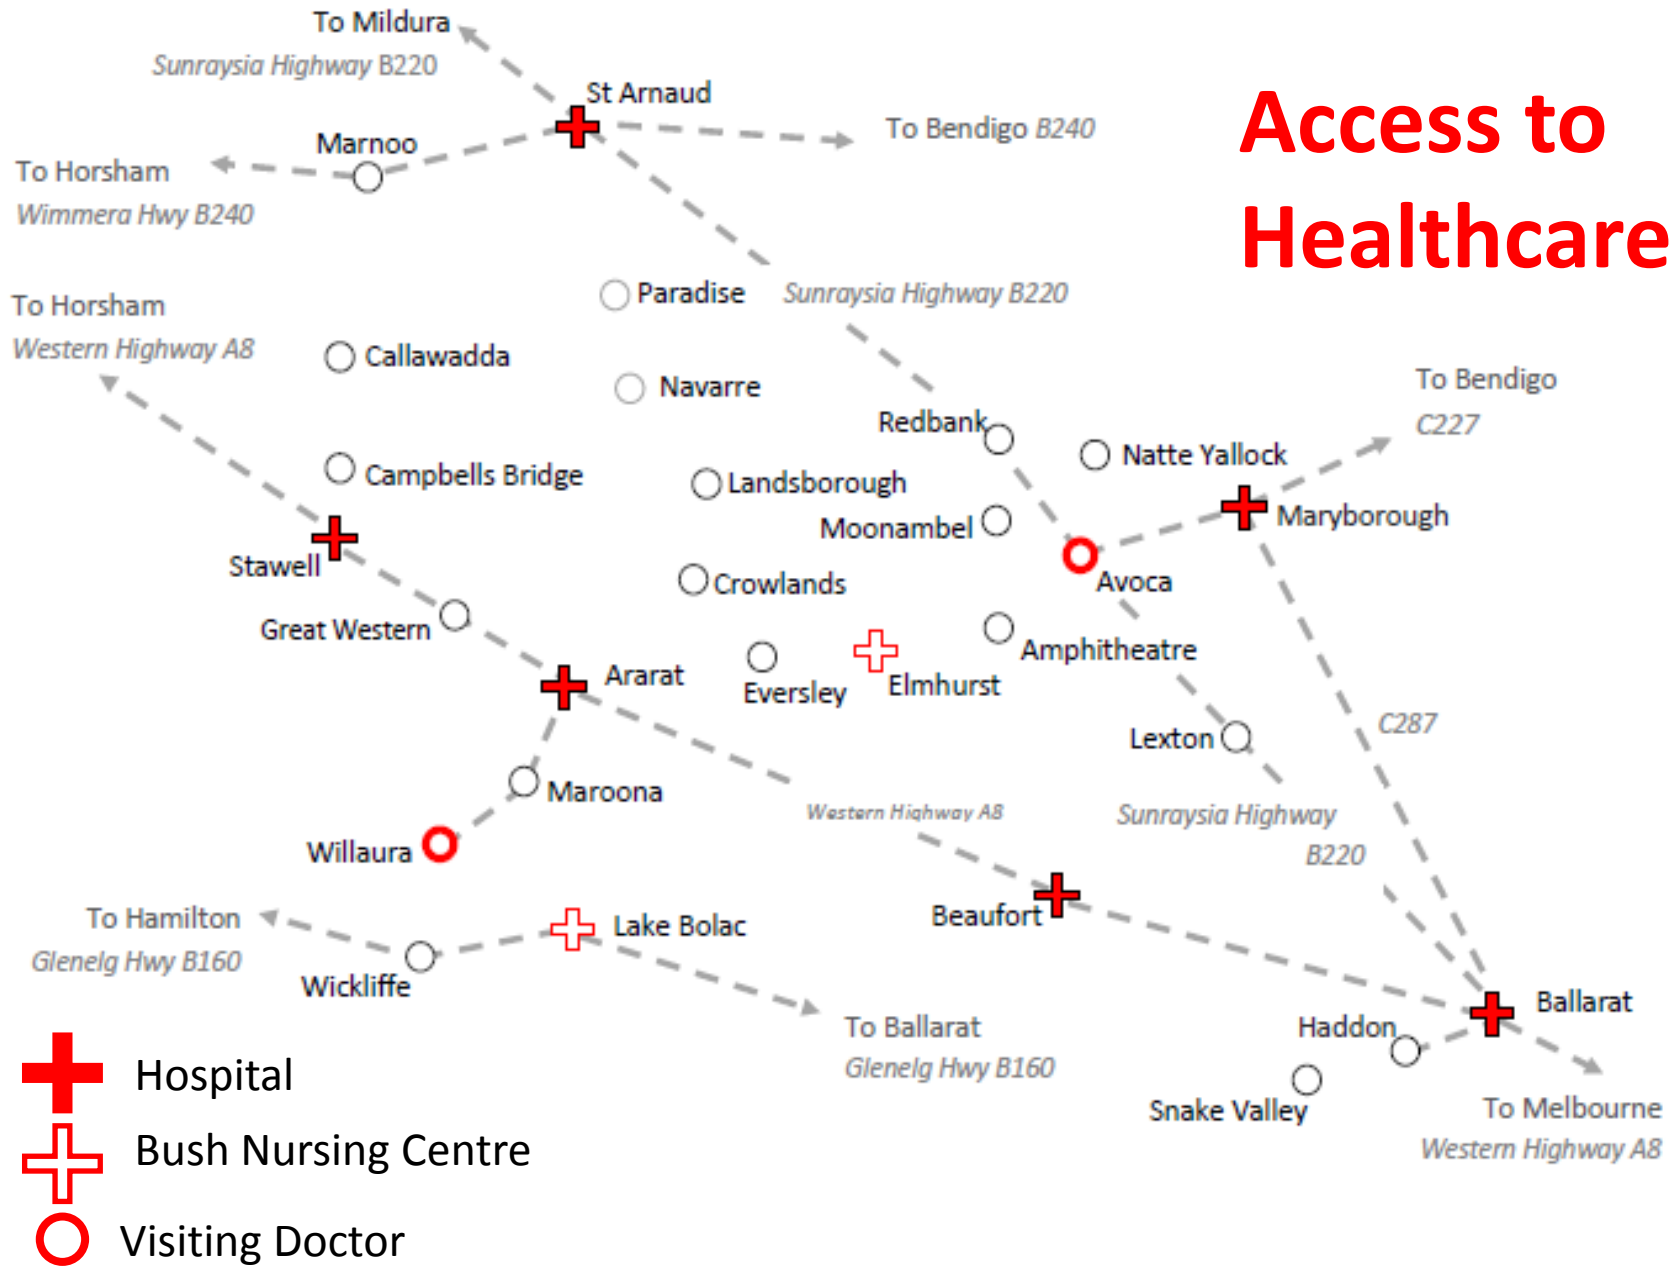 To Mildura
Sunraysia Highway B220
St Arnaud
Access to
Healthcare
To Bendigo B240
Marnoo
To Horsham
Wimmera Hwy B240
Paradise
Sunraysia Highway B220
To Horsham
Western Highway A8
Callawadda
Navarre
To Bendigo
C227
Redbank
Natte Yallock
Campbells Bridge
Landsborough
Moonambel
Maryborough
Stawell
Crowlands
Avoca
Great Western
Amphitheatre
Ararat
Eversley
Elmhurst
C287
Lexton
Maroona
Western Highway A8
Sunraysia Highway
B220
Willaura
Beaufort
To Hamilton
Glenelg Hwy B160
Lake Bolac
Wickliffe
Ballarat
To Ballarat
Glenelg Hwy B160
Haddon
Snake Valley
To Melbourne
Western Highway A8
Hospital
Bush Nursing Centre
Visiting Doctor